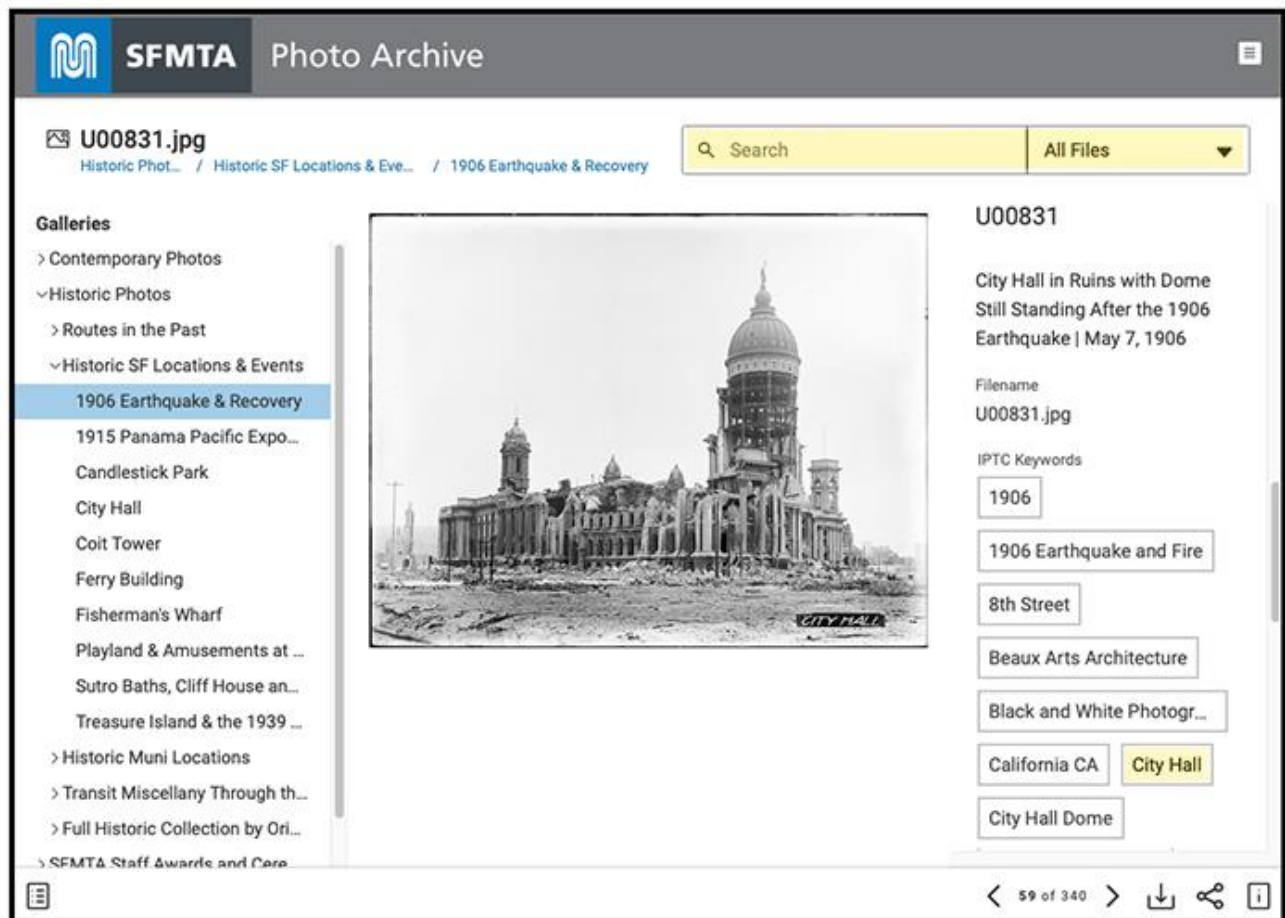 SFMTA Photo Archive
U00831.jpg
Historic Phot... / Historic SF Locations & Eve... / 1906 Earthquake & Recovery
Search
All Files
Galleries
Contemporary Photos
Historic Photos
Routes in the Past
Historic SF Locations & Events
1906 Earthquake & Recovery
1915 Panama Pacific Expo...
Candlestick Park
City Hall
Coit Tower
Ferry Building
Fisherman's Wharf
Playland & Amusements at ...
Sutro Baths, Cliff House an...
Treasure Island & the 1939 ...
Historic Muni Locations
Transit Miscellany Through th...
Full Historic Collection by Ori...
SFMTA Staff Awards and Cere
CITY HALL
U00831
City Hall in Ruins with Dome
Still Standing After the 1906
Earthquake | May 7, 1906
Filename
U00831.jpg
IPTC Keywords
1906
1906 Earthquake and Fire
8th Street
Beaux Arts Architecture
Black and White Photogr...
California CA
City Hall
City Hall Dome
59 of 340